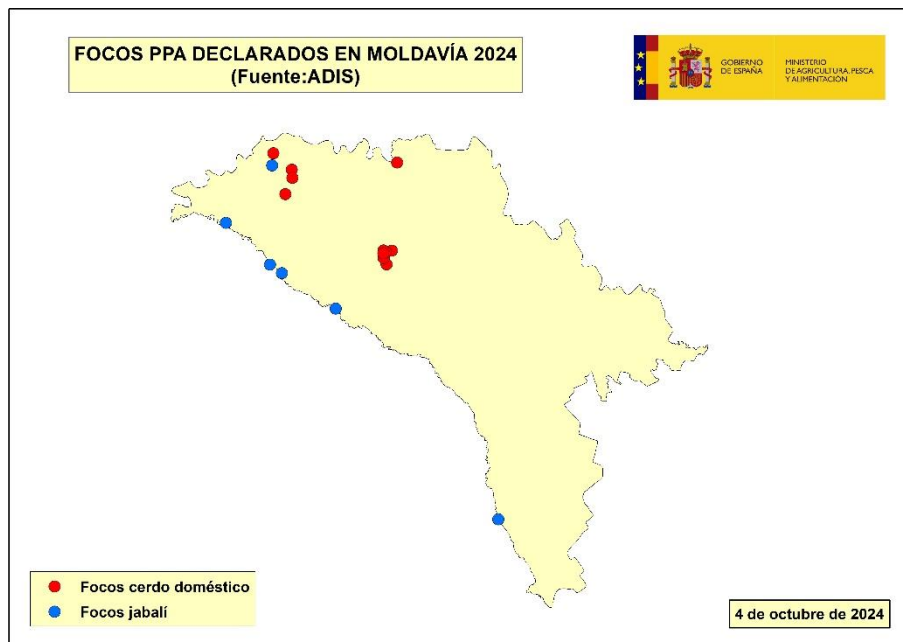 FOCOS PPA DECLARADOS EN MOLDAVÍA 2024
(Fuente:ADIS)
GOBIERNO
DE ESPAÑA
MINISTERIO
DE AGRICULTURA, PESCA
Y ALIMENTACIÓN
Focos cerdo doméstico
Focos jabalí
4 de octubre de 2024